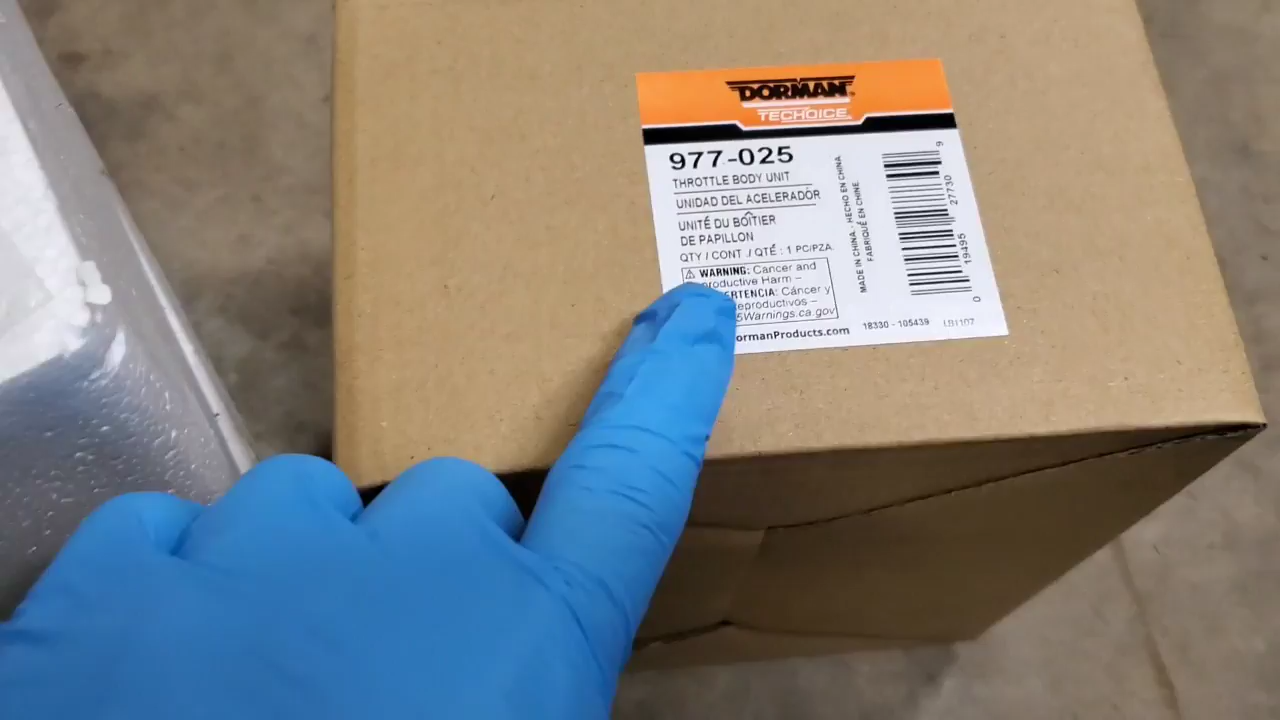 DORMAN
TECHOICE
977-025
THROTTLE BODY UNIT
UNIDAD DEL ACELERADOR
UNITÉ DU BOÎTIER
DE PAPILLON
QTY / CONT ./ QTÉ : 1 PC/PZA.
⚠ WARNING: Cancer and
roductive Harm –
ERTENCIA: Cáncer y
eproductivos –
5Warnings.ca.gov
ormanProducts.com
18330 - 105439
LB1107
MADE IN CHINA - HECHO EN CHINA
FABRIQUÉ EN CHINE
0 19495 27730 9